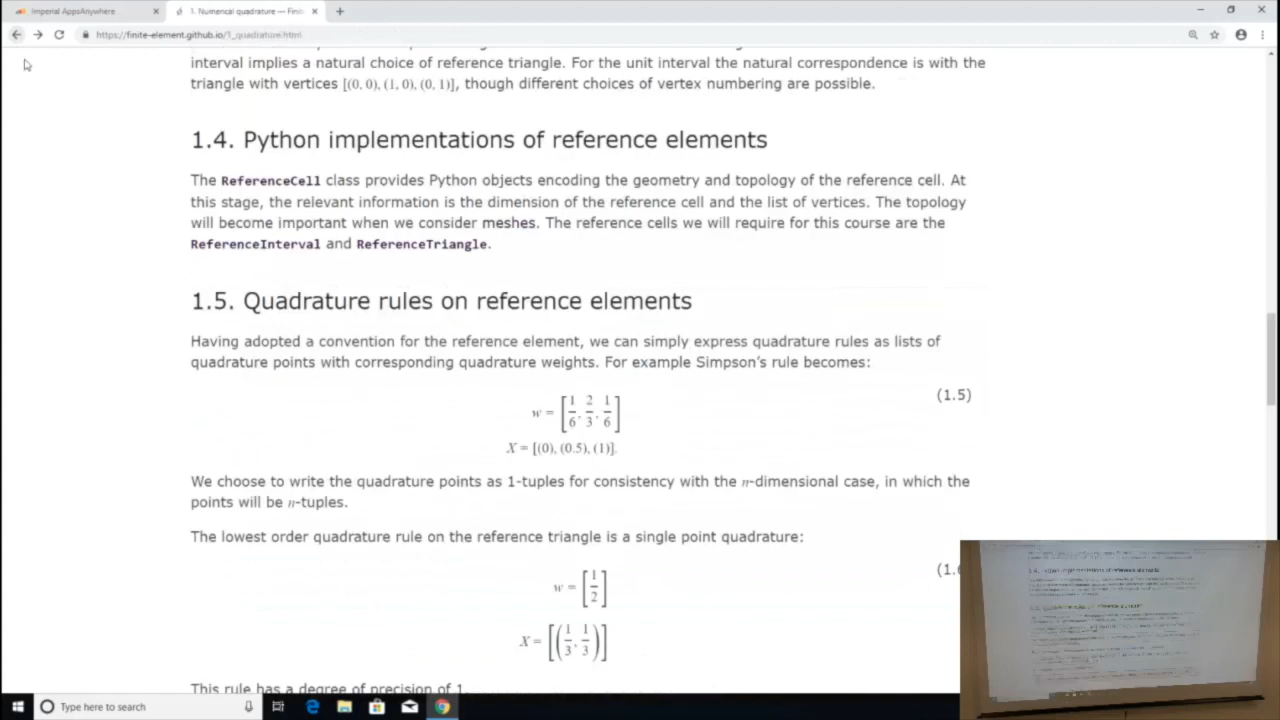 Imperial AppsAnywhere
1. Numerical quadrature — Finite
https://finite-element.github.io/1_quadrature.html
interval implies a natural choice of reference triangle. For the unit interval the natural correspondence is with the
triangle with vertices [(0, 0), (1, 0), (0, 1)], though different choices of vertex numbering are possible.
1.4. Python implementations of reference elements
The ReferenceCell class provides Python objects encoding the geometry and topology of the reference cell. At
this stage, the relevant information is the dimension of the reference cell and the list of vertices. The topology
will become important when we consider meshes. The reference cells we will require for this course are the
ReferenceInterval and ReferenceTriangle.
1.5. Quadrature rules on reference elements
Having adopted a convention for the reference element, we can simply express quadrature rules as lists of
quadrature points with corresponding quadrature weights. For example Simpson's rule becomes:
w = [1/6, 2/3, 1/6] (1.5)
X = [(0), (0.5), (1)].
We choose to write the quadrature points as 1-tuples for consistency with the n-dimensional case, in which the
points will be n-tuples.
The lowest order quadrature rule on the reference triangle is a single point quadrature:
w = [1/2]
X = [(1/3, 1/3)]
This rule has a degree of precision of 1.
Type here to search